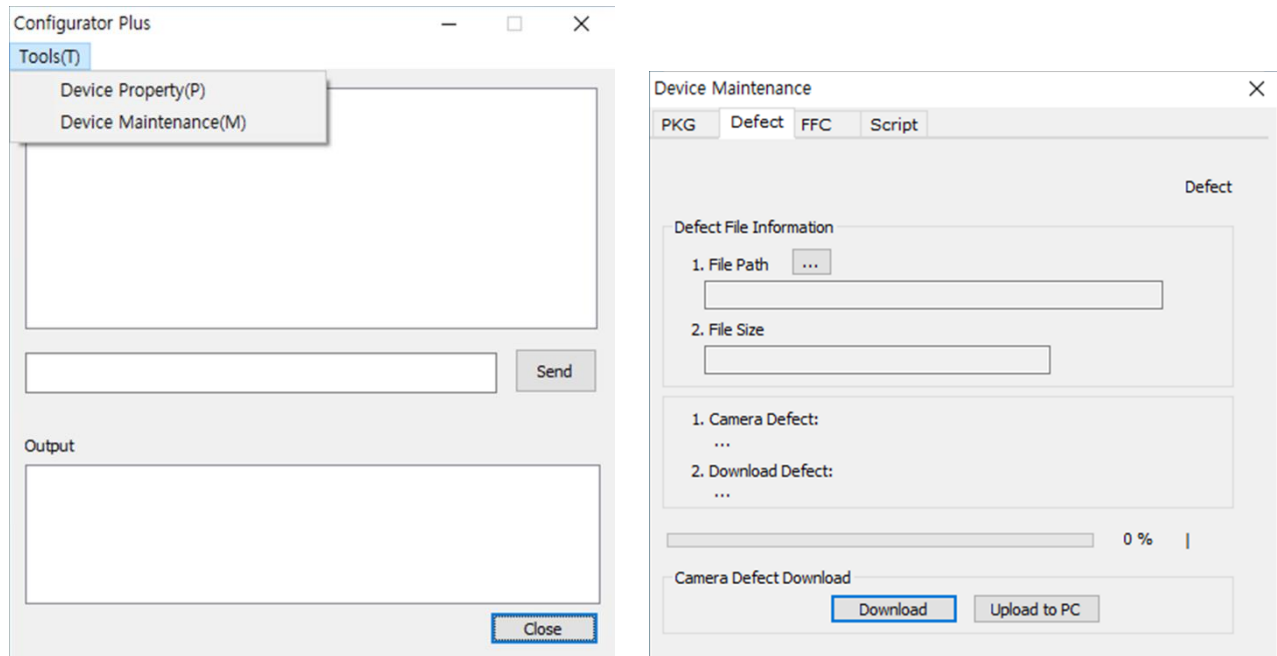 Configurator Plus
Tools(T)
Device Property(P)
Device Maintenance(M)
Send
Output
Close
Device Maintenance
PKG Defect FFC Script
Defect
Defect File Information
1. File Path ...
2. File Size
1. Camera Defect:
...
2. Download Defect:
...
0 % |
Camera Defect Download
Download Upload to PC